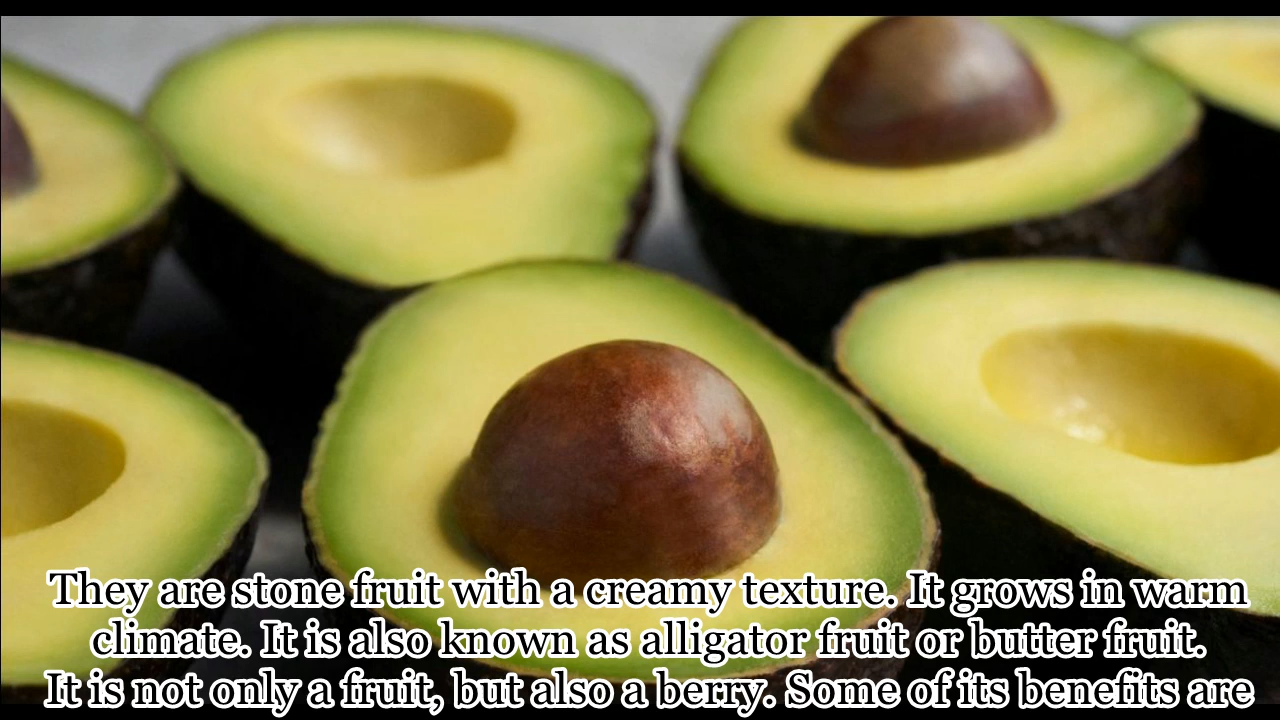 They are stone fruit with a creamy texture. It grows in warm
climate. It is also known as alligator fruit or butter fruit.
It is not only a fruit, but also a berry. Some of its benefits are